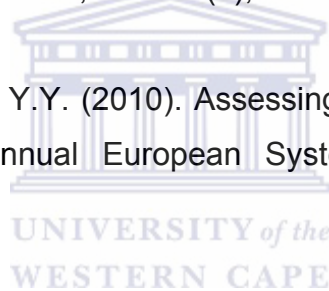 Y.Y. (2010). Assessing
nnual European Syst
UNIVERSITY of the
WESTERN CAPE